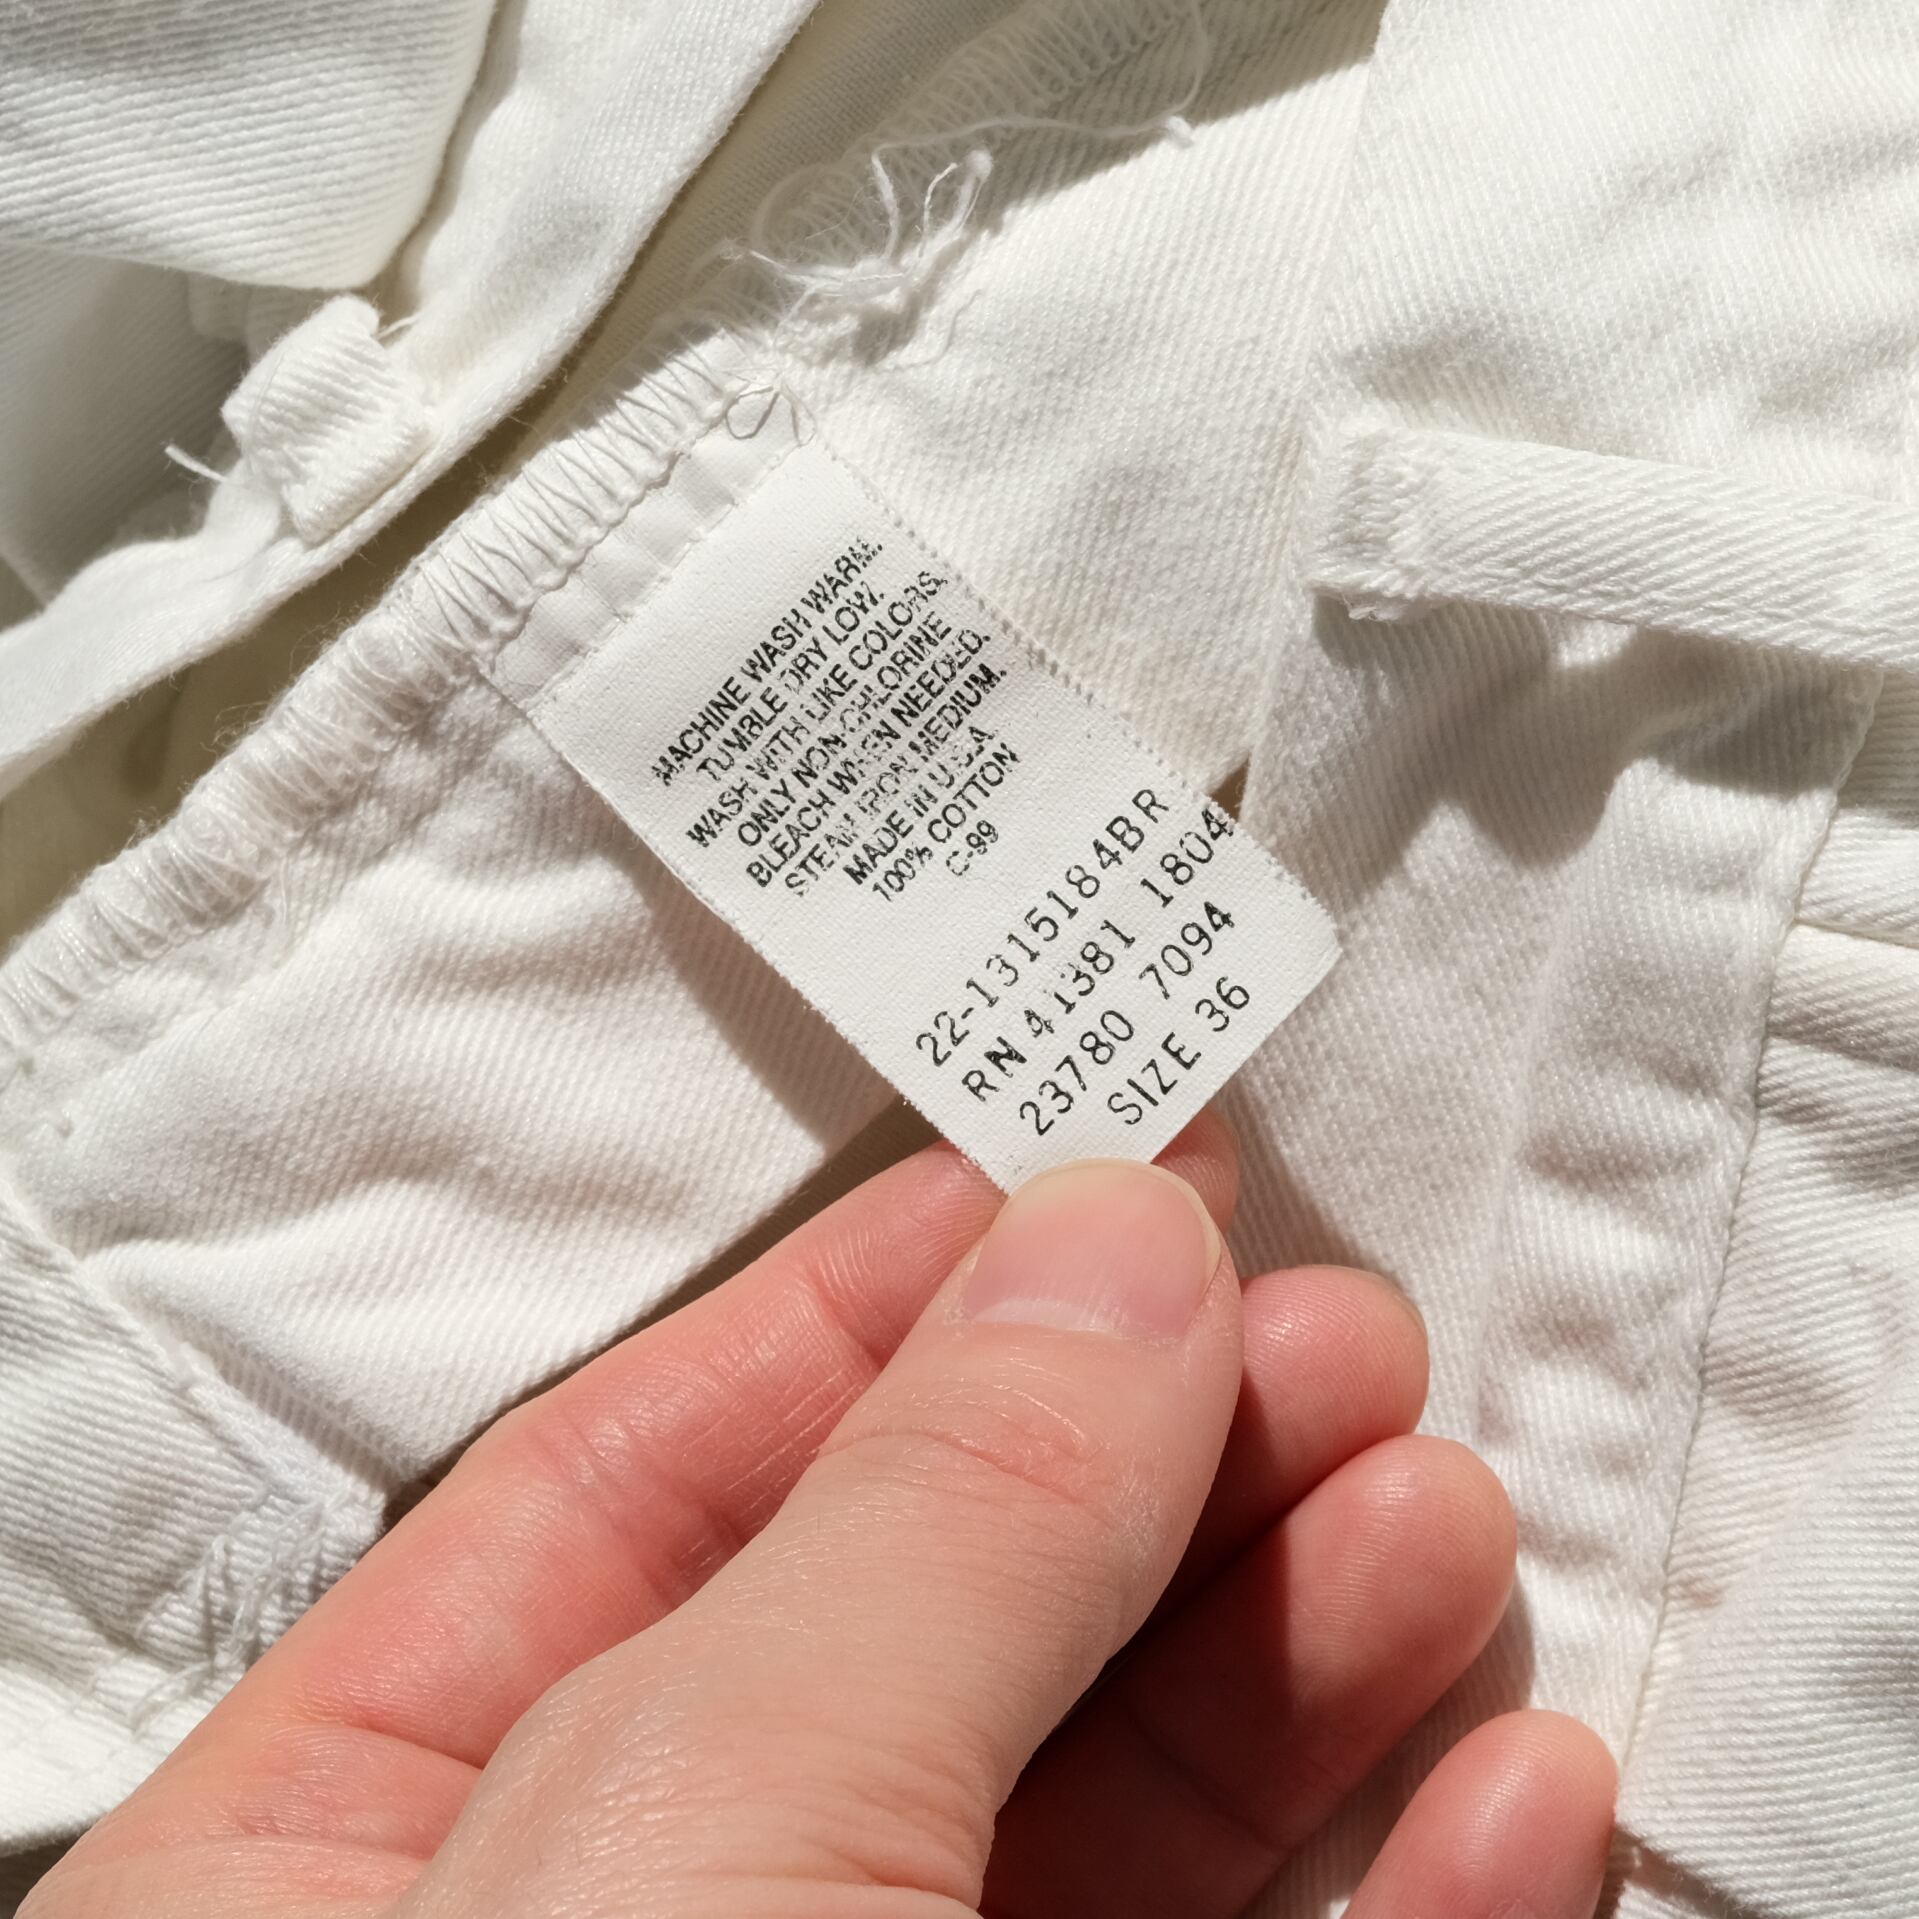 MACHINE WASH WARM.
TUMBLE DRY LOW.
WASH WITH LIKE COLORS.
ONLY NON-CHLORINE
BLEACH WHEN NEEDED.
STEAM IRON MEDIUM.
MADE IN U.S.A.
100% COTTON
C-99
22-1315184BR
RN 41381 1804
23780 7094
SIZE 36